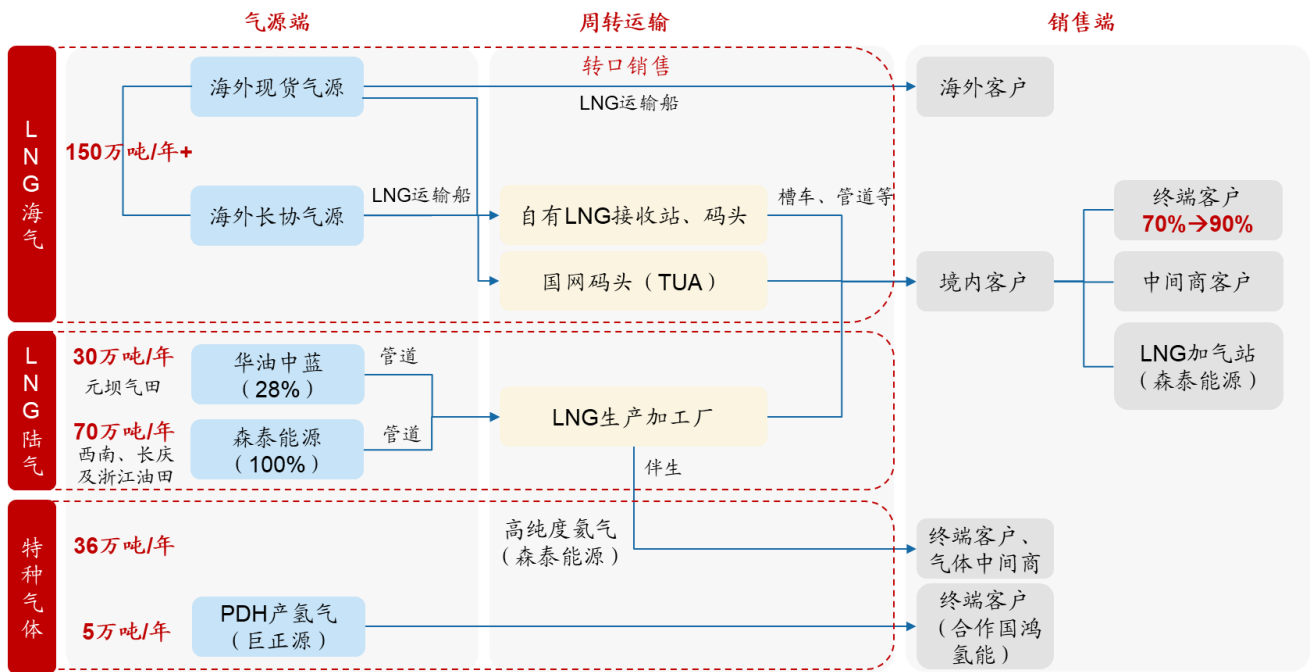 气源端
周转运输
销售端
LNG海气
150万吨/年+
海外现货气源
海外长协气源
LNG运输船
转口销售
LNG运输船
自有LNG接收站、码头
国网码头（TUA）
槽车、管道等
海外客户
境内客户
终端客户
70%→90%
中间商客户
LNG加气站
（森泰能源）
LNG陆气
30万吨/年
元坝气田
华油中蓝
（28%）
管道
70万吨/年
西南、长庆
及浙江油田
森泰能源
（100%）
管道
LNG生产加工厂
伴生
特种气体
36万吨/年
高纯度氦气
（森泰能源）
终端客户、
气体中间商
5万吨/年
PDH产氢气
（巨正源）
终端客户
（合作国鸿
氢能）